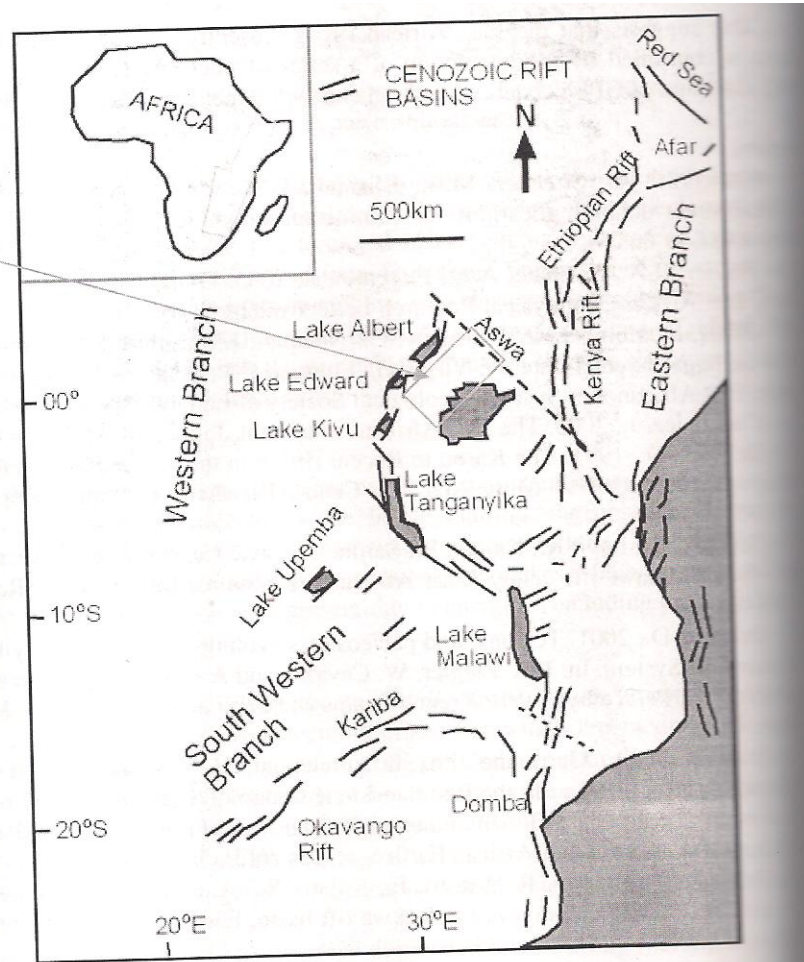 AFRICA
CENOZOIC RIFT
BASINS
N
500km
Red Sea
Afar
Ethiopian Rift
Kenya Rift
Eastern Branch
Western Branch
Lake Albert
Aswa
Lake Edward
00°
Lake Kivu
Lake
Tanganyika
Lake Upemba
10°S
Lake
Malawi
South Western
Branch
Kariba
Domba
20°S
Okavango
Rift
20°E
30°E